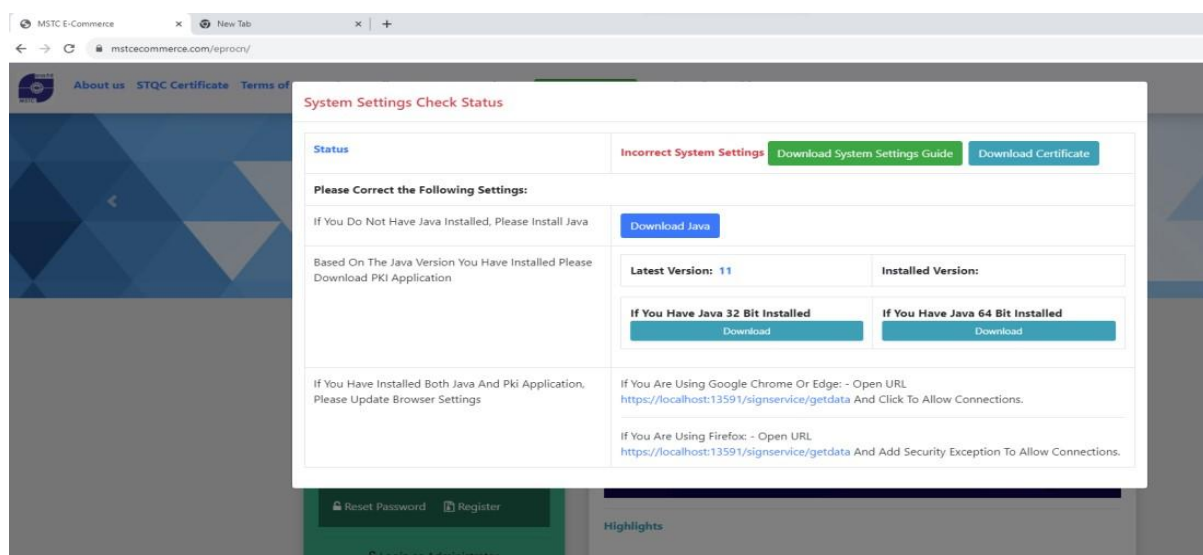 MSTC E-Commerce
New Tab
mstcecommerce.com/eprocn/
About us STQC Certificate Terms of
System Settings Check Status
Status
Incorrect System Settings Download System Settings Guide Download Certificate
Please Correct the Following Settings:
If You Do Not Have Java Installed, Please Install Java
Download Java
Based On The Java Version You Have Installed Please
Download PKI Application
Latest Version: 11 Installed Version:
If You Have Java 32 Bit Installed If You Have Java 64 Bit Installed
Download Download
If You Have Installed Both Java And Pki Application,
Please Update Browser Settings
If You Are Using Google Chrome Or Edge: - Open URL
https://localhost:13591/signservice/getdata And Click To Allow Connections.
If You Are Using Firefox: - Open URL
https://localhost:13591/signservice/getdata And Add Security Exception To Allow Connections.
Reset Password Register
Highlights